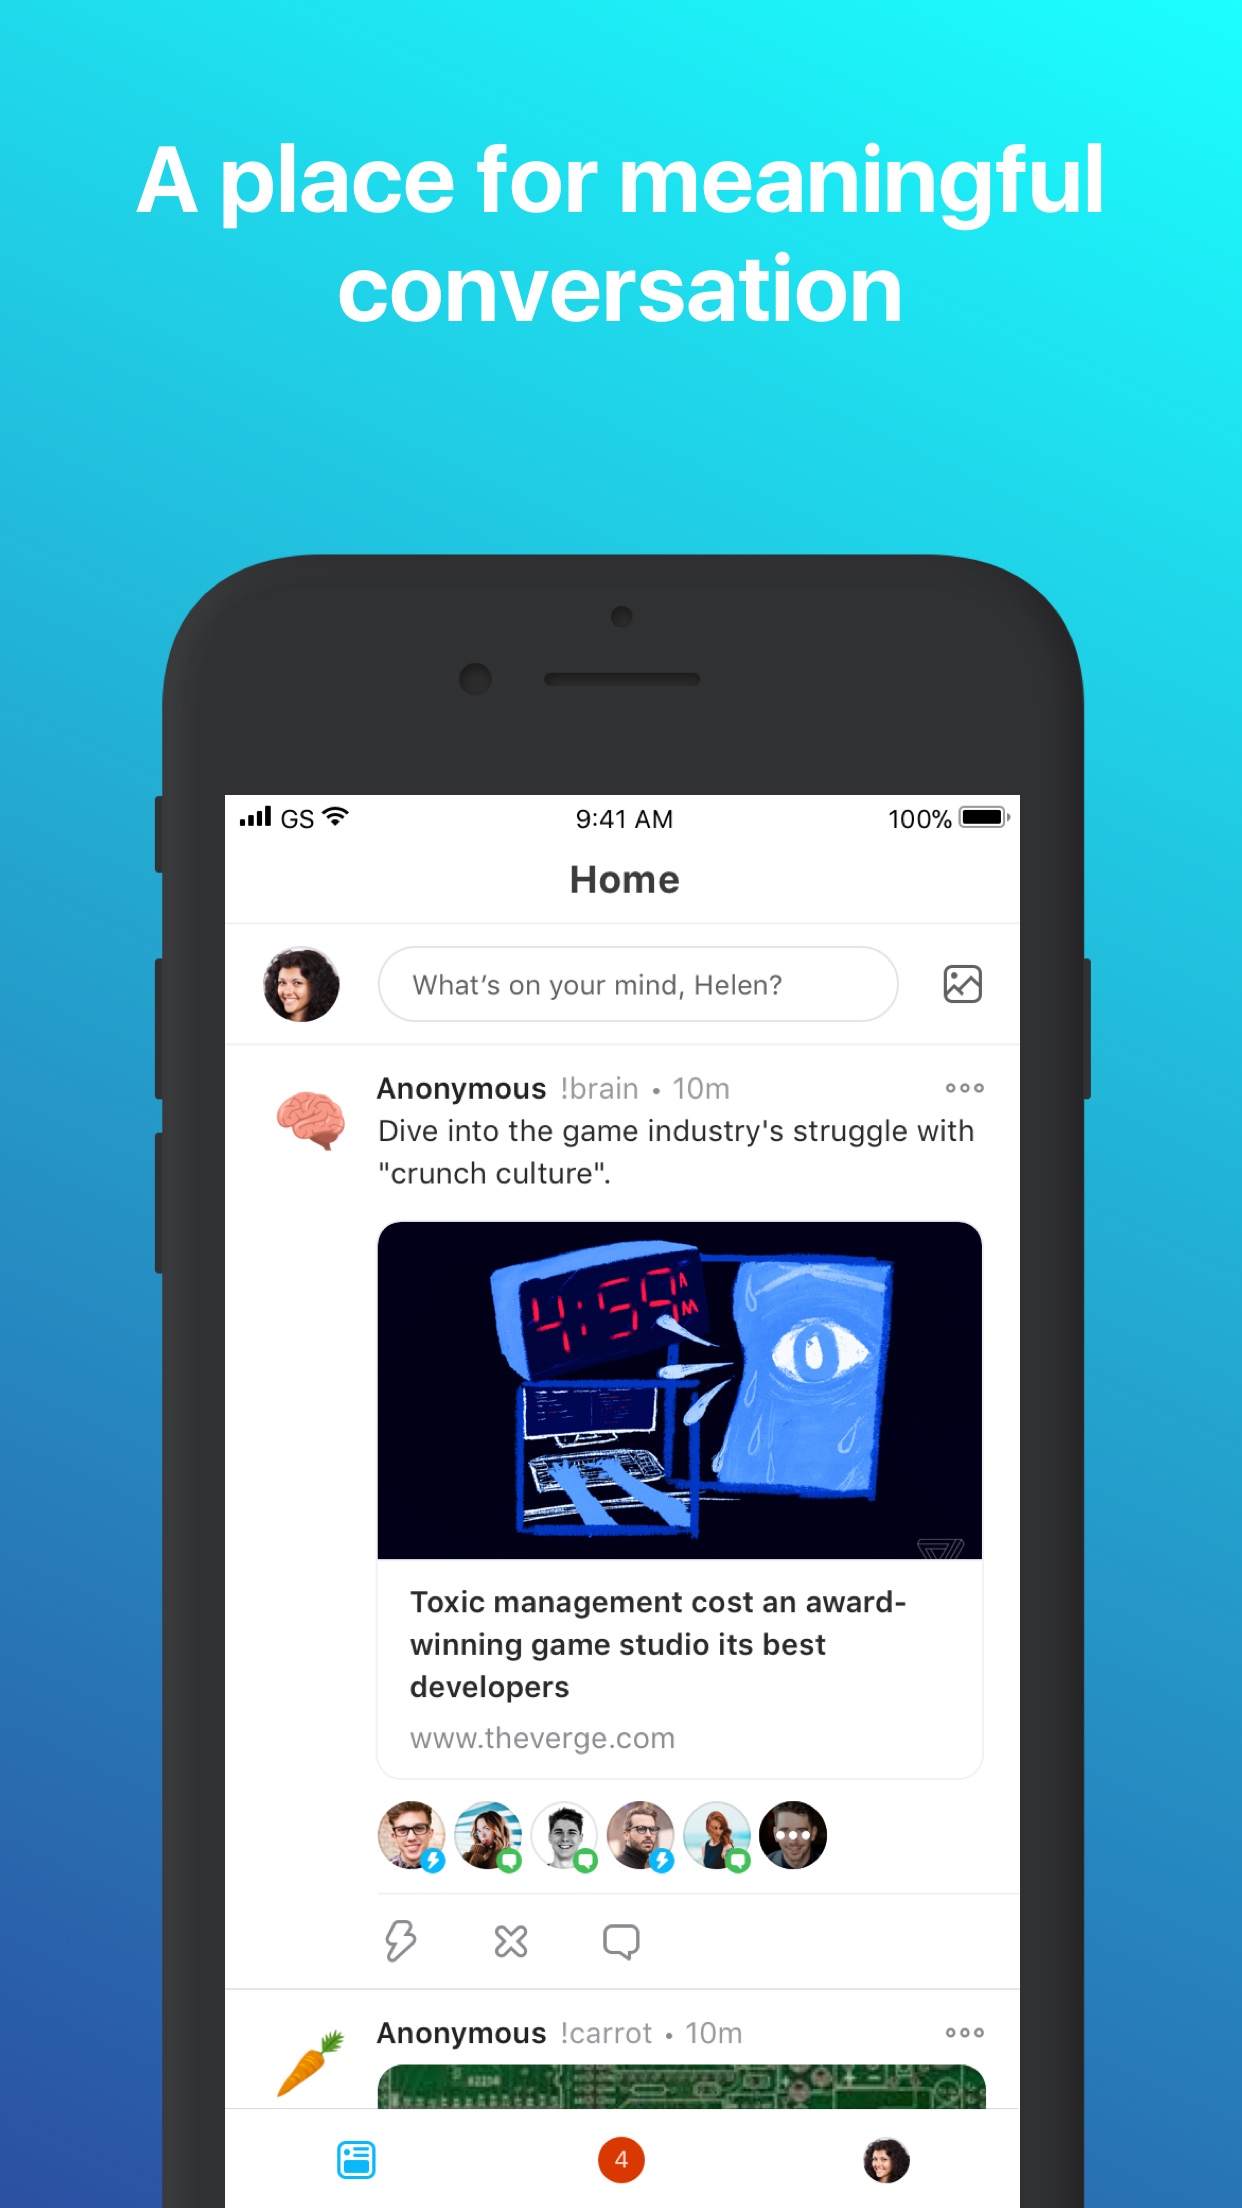 A place for meaningful
conversation
GS 9:41 AM 100%
Home
What's on your mind, Helen?
Anonymous !brain • 10m
Dive into the game industry's struggle with
"crunch culture".
4:59 AM
Toxic management cost an award-
winning game studio its best
developers
www.theverge.com
Anonymous !carrot • 10m
4